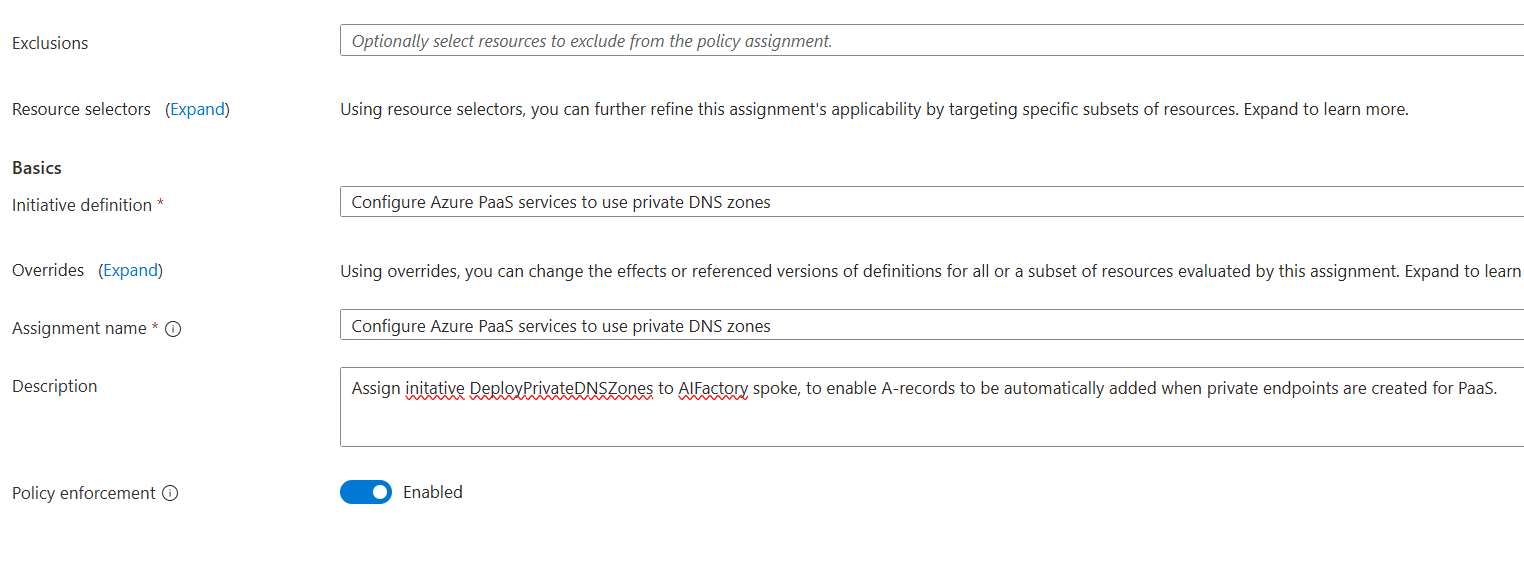 Exclusions
Optionally select resources to exclude from the policy assignment.
Resource selectors (Expand)
Using resource selectors, you can further refine this assignment's applicability by targeting specific subsets of resources. Expand to learn more.
Basics
Initiative definition *
Configure Azure PaaS services to use private DNS zones
Overrides (Expand)
Using overrides, you can change the effects or referenced versions of definitions for all or a subset of resources evaluated by this assignment. Expand to learn
Assignment name *
Configure Azure PaaS services to use private DNS zones
Description
Assign initative DeployPrivateDNSZones to AIFactory spoke, to enable A-records to be automatically added when private endpoints are created for PaaS.
Policy enforcement
Enabled